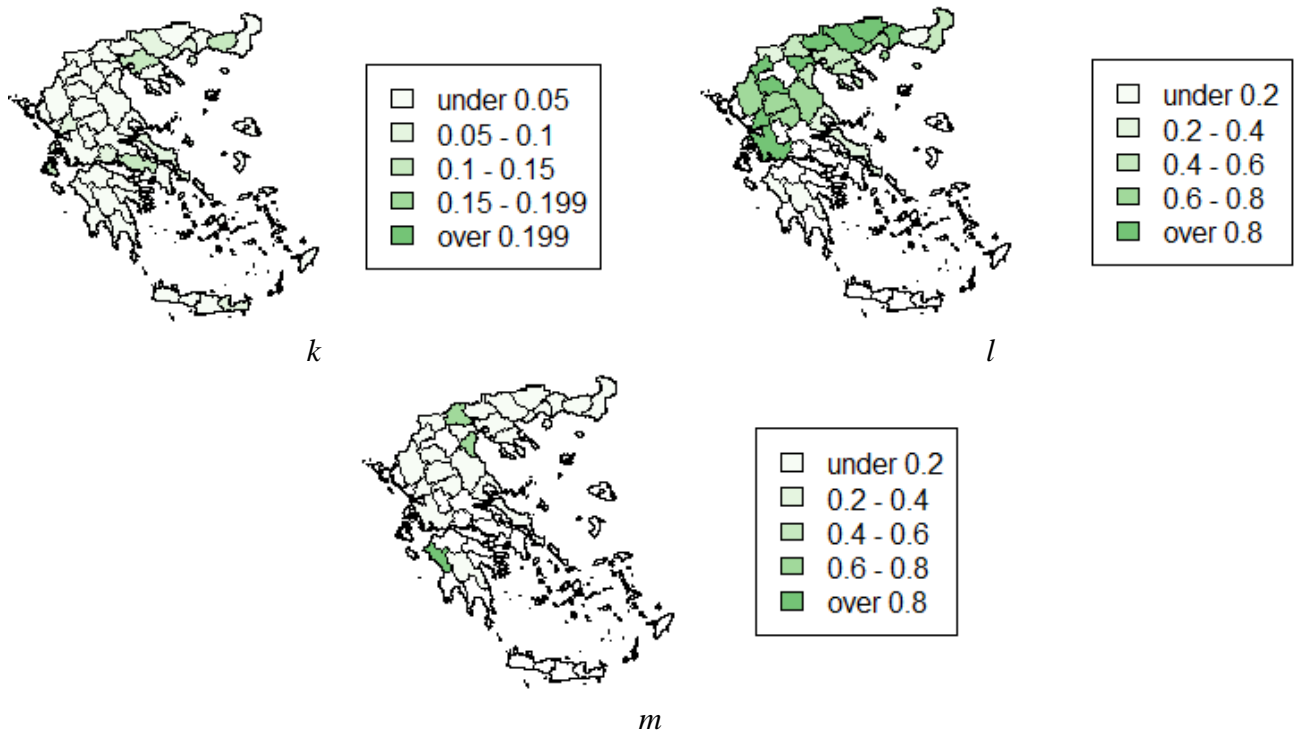 under 0.05
0.05 - 0.1
0.1 - 0.15
0.15 - 0.199
over 0.199
k
under 0.2
0.2 - 0.4
0.4 - 0.6
0.6 - 0.8
over 0.8
l
under 0.2
0.2 - 0.4
0.4 - 0.6
0.6 - 0.8
over 0.8
m